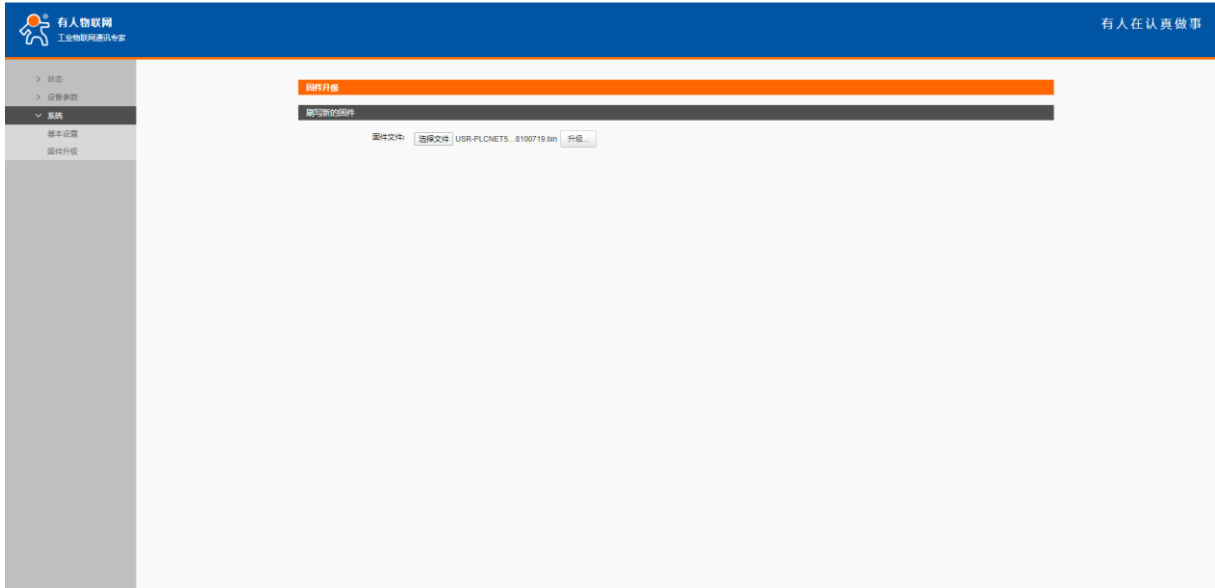 有人物联网
工业物联网通讯专家
有人在认真做事
> 状态
> 设备参数
系统
基本设置
固件升级
固件升级
刷写新的固件
固件文件: 选择文件 USR-PLCNET5...8100719.bin 升级...